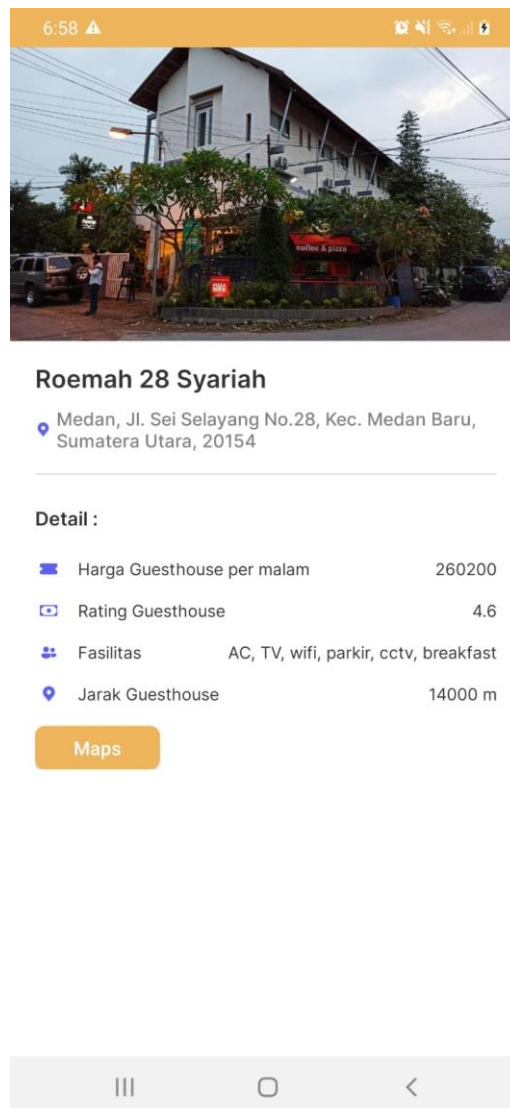 6:58
coffee & pizza
Roemah 28 Syariah
Medan, Jl. Sei Selayang No.28, Kec. Medan Baru,
Sumatera Utara, 20154
Detail :
Harga Guesthouse per malam 260200
Rating Guesthouse 4.6
Fasilitas AC, TV, wifi, parkir, cctv, breakfast
Jarak Guesthouse 14000 m
Maps